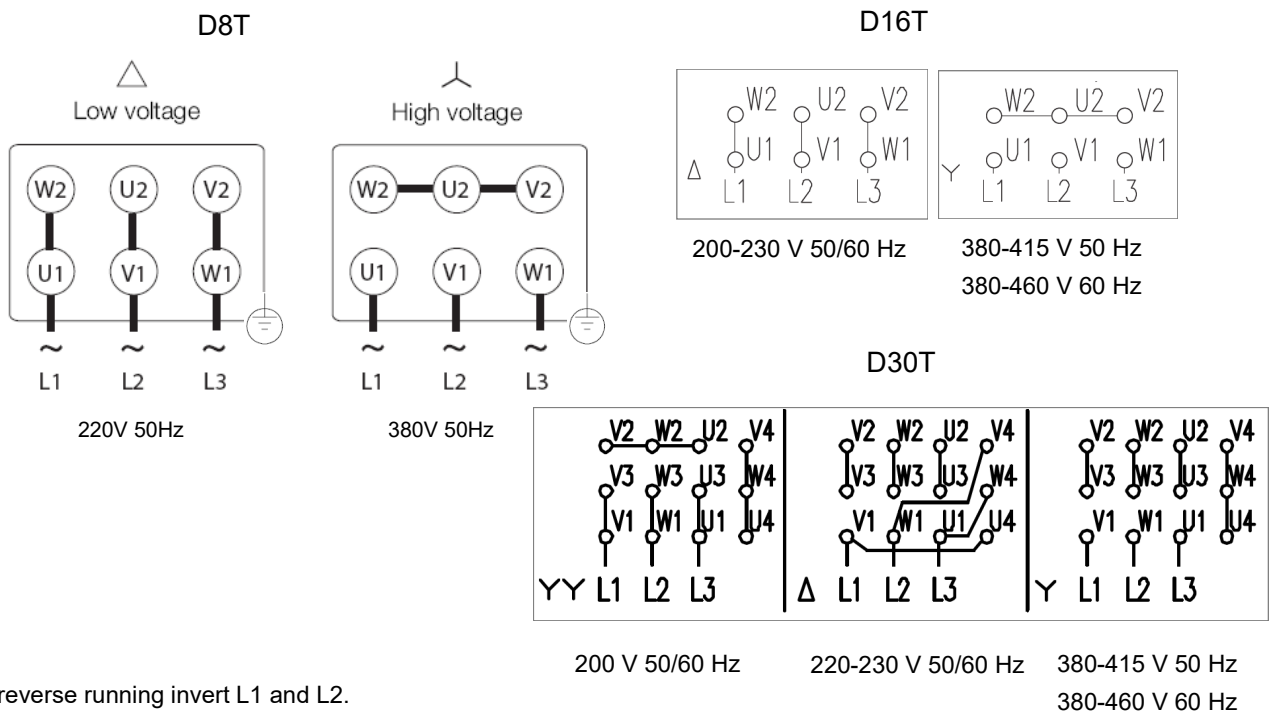 D8T
Low voltage
W2 U2 V2
U1 V1 W1
~ ~ ~
L1 L2 L3
220V 50Hz
High voltage
W2 U2 V2
U1 V1 W1
~ ~ ~
L1 L2 L3
380V 50Hz
D16T
W2 U2 V2
U1 V1 W1
Δ L1 L2 L3
200-230 V 50/60 Hz
W2 U2 V2
U1 V1 W1
Y L1 L2 L3
380-415 V 50 Hz
380-460 V 60 Hz
D30T
V2 W2 U2 V4
V3 W3 U3 W4
V1 W1 U1 U4
YY L1 L2 L3
200 V 50/60 Hz
V2 W2 U2 V4
V3 W3 U3 W4
V1 W1 U1 U4
Δ L1 L2 L3
220-230 V 50/60 Hz
V2 W2 U2 V4
V3 W3 U3 W4
V1 W1 U1 U4
Y L1 L2 L3
380-415 V 50 Hz
380-460 V 60 Hz
reverse running invert L1 and L2.